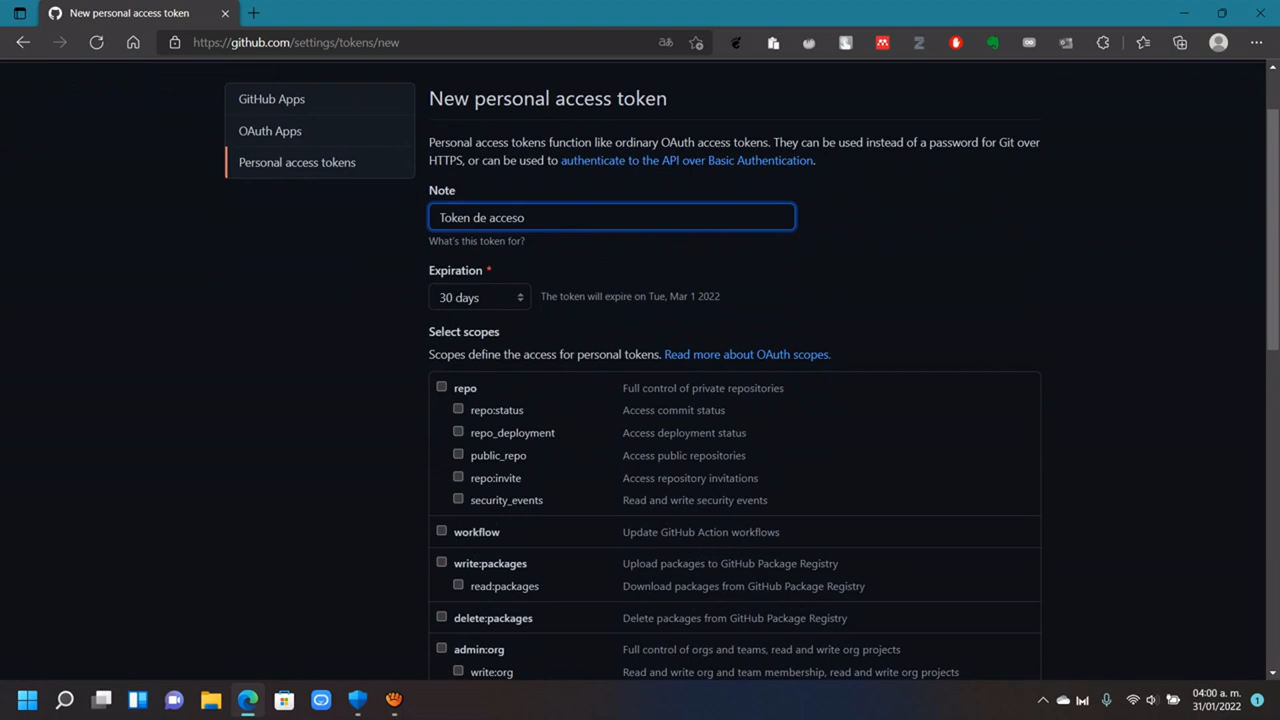 New personal access token
https://github.com/settings/tokens/new
GitHub Apps
OAuth Apps
Personal access tokens
New personal access token
Personal access tokens function like ordinary OAuth access tokens. They can be used instead of a password for Git over
HTTPS, or can be used to authenticate to the API over Basic Authentication.
Note
Token de acceso
What's this token for?
Expiration *
30 days The token will expire on Tue, Mar 1 2022
Select scopes
Scopes define the access for personal tokens. Read more about OAuth scopes.
repo Full control of private repositories
repo:status Access commit status
repo_deployment Access deployment status
public_repo Access public repositories
repo:invite Access repository invitations
security_events Read and write security events
workflow Update GitHub Action workflows
write:packages Upload packages to GitHub Package Registry
read:packages Download packages from GitHub Package Registry
delete:packages Delete packages from GitHub Package Registry
admin:org Full control of orgs and teams, read and write org projects
write:org Read and write org and team membership, read and write org projects
04:00 a. m.
31/01/2022
1